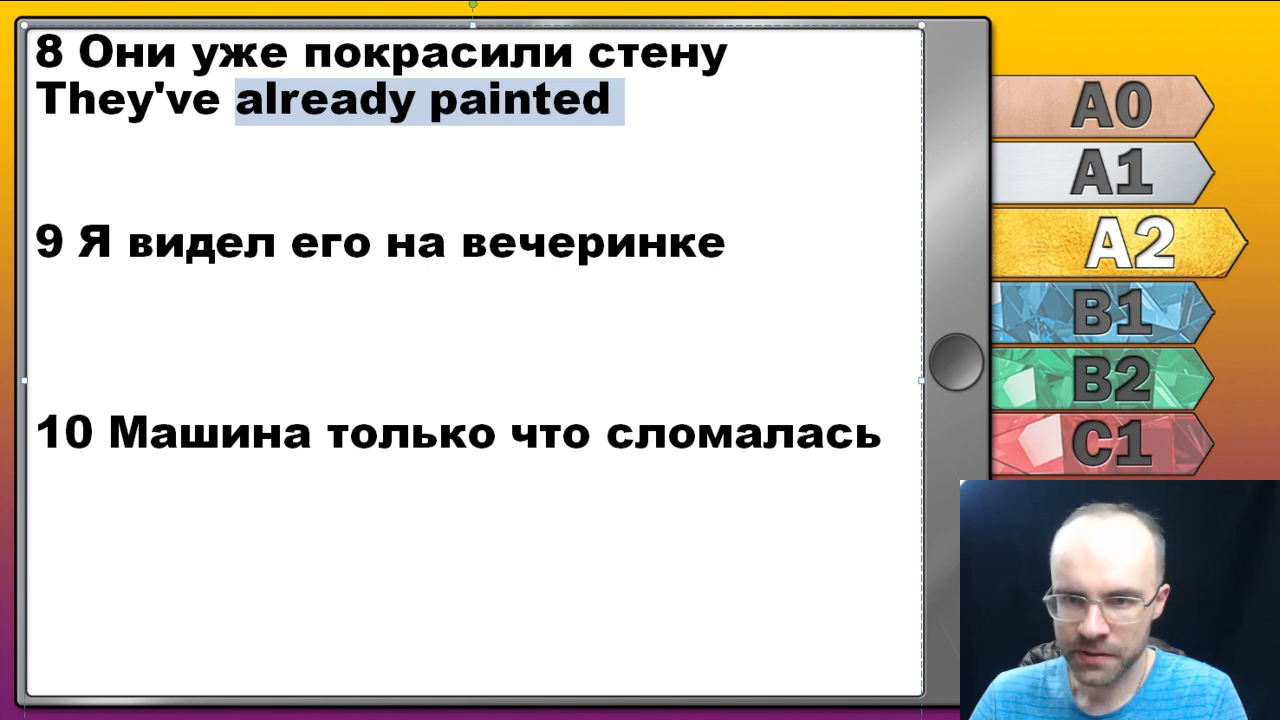 8 Они уже покрасили стену
They've already painted
9 Я видел его на вечеринке
10 Машина только что сломалась
A0
A1
A2
B1
B2
C1